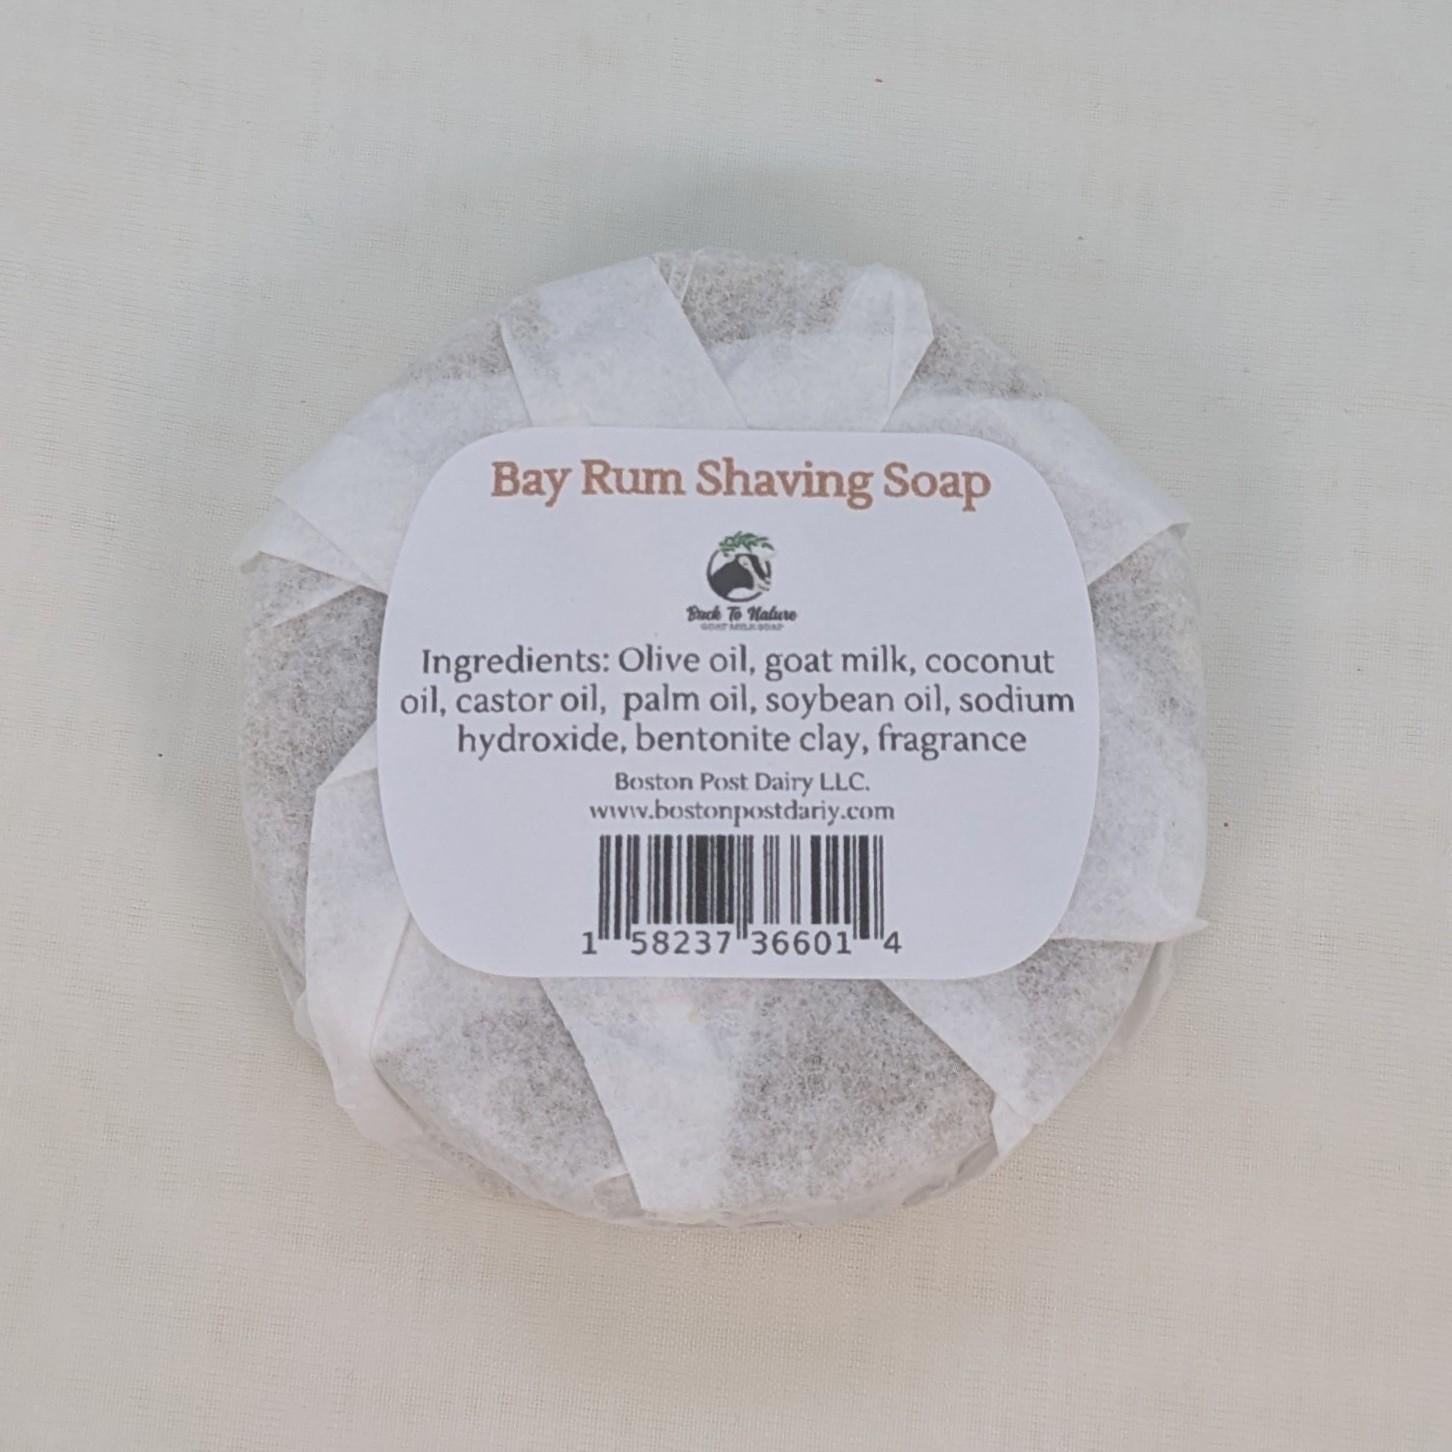 Bay Rum Shaving Soap
Buck To Nature
GOAT MILK SOAP
Ingredients: Olive oil, goat milk, coconut
oil, castor oil, palm oil, soybean oil, sodium
hydroxide, bentonite clay, fragrance
Boston Post Dairy LLC.
www.bostonpostdariy.com
1 58237 36601 4